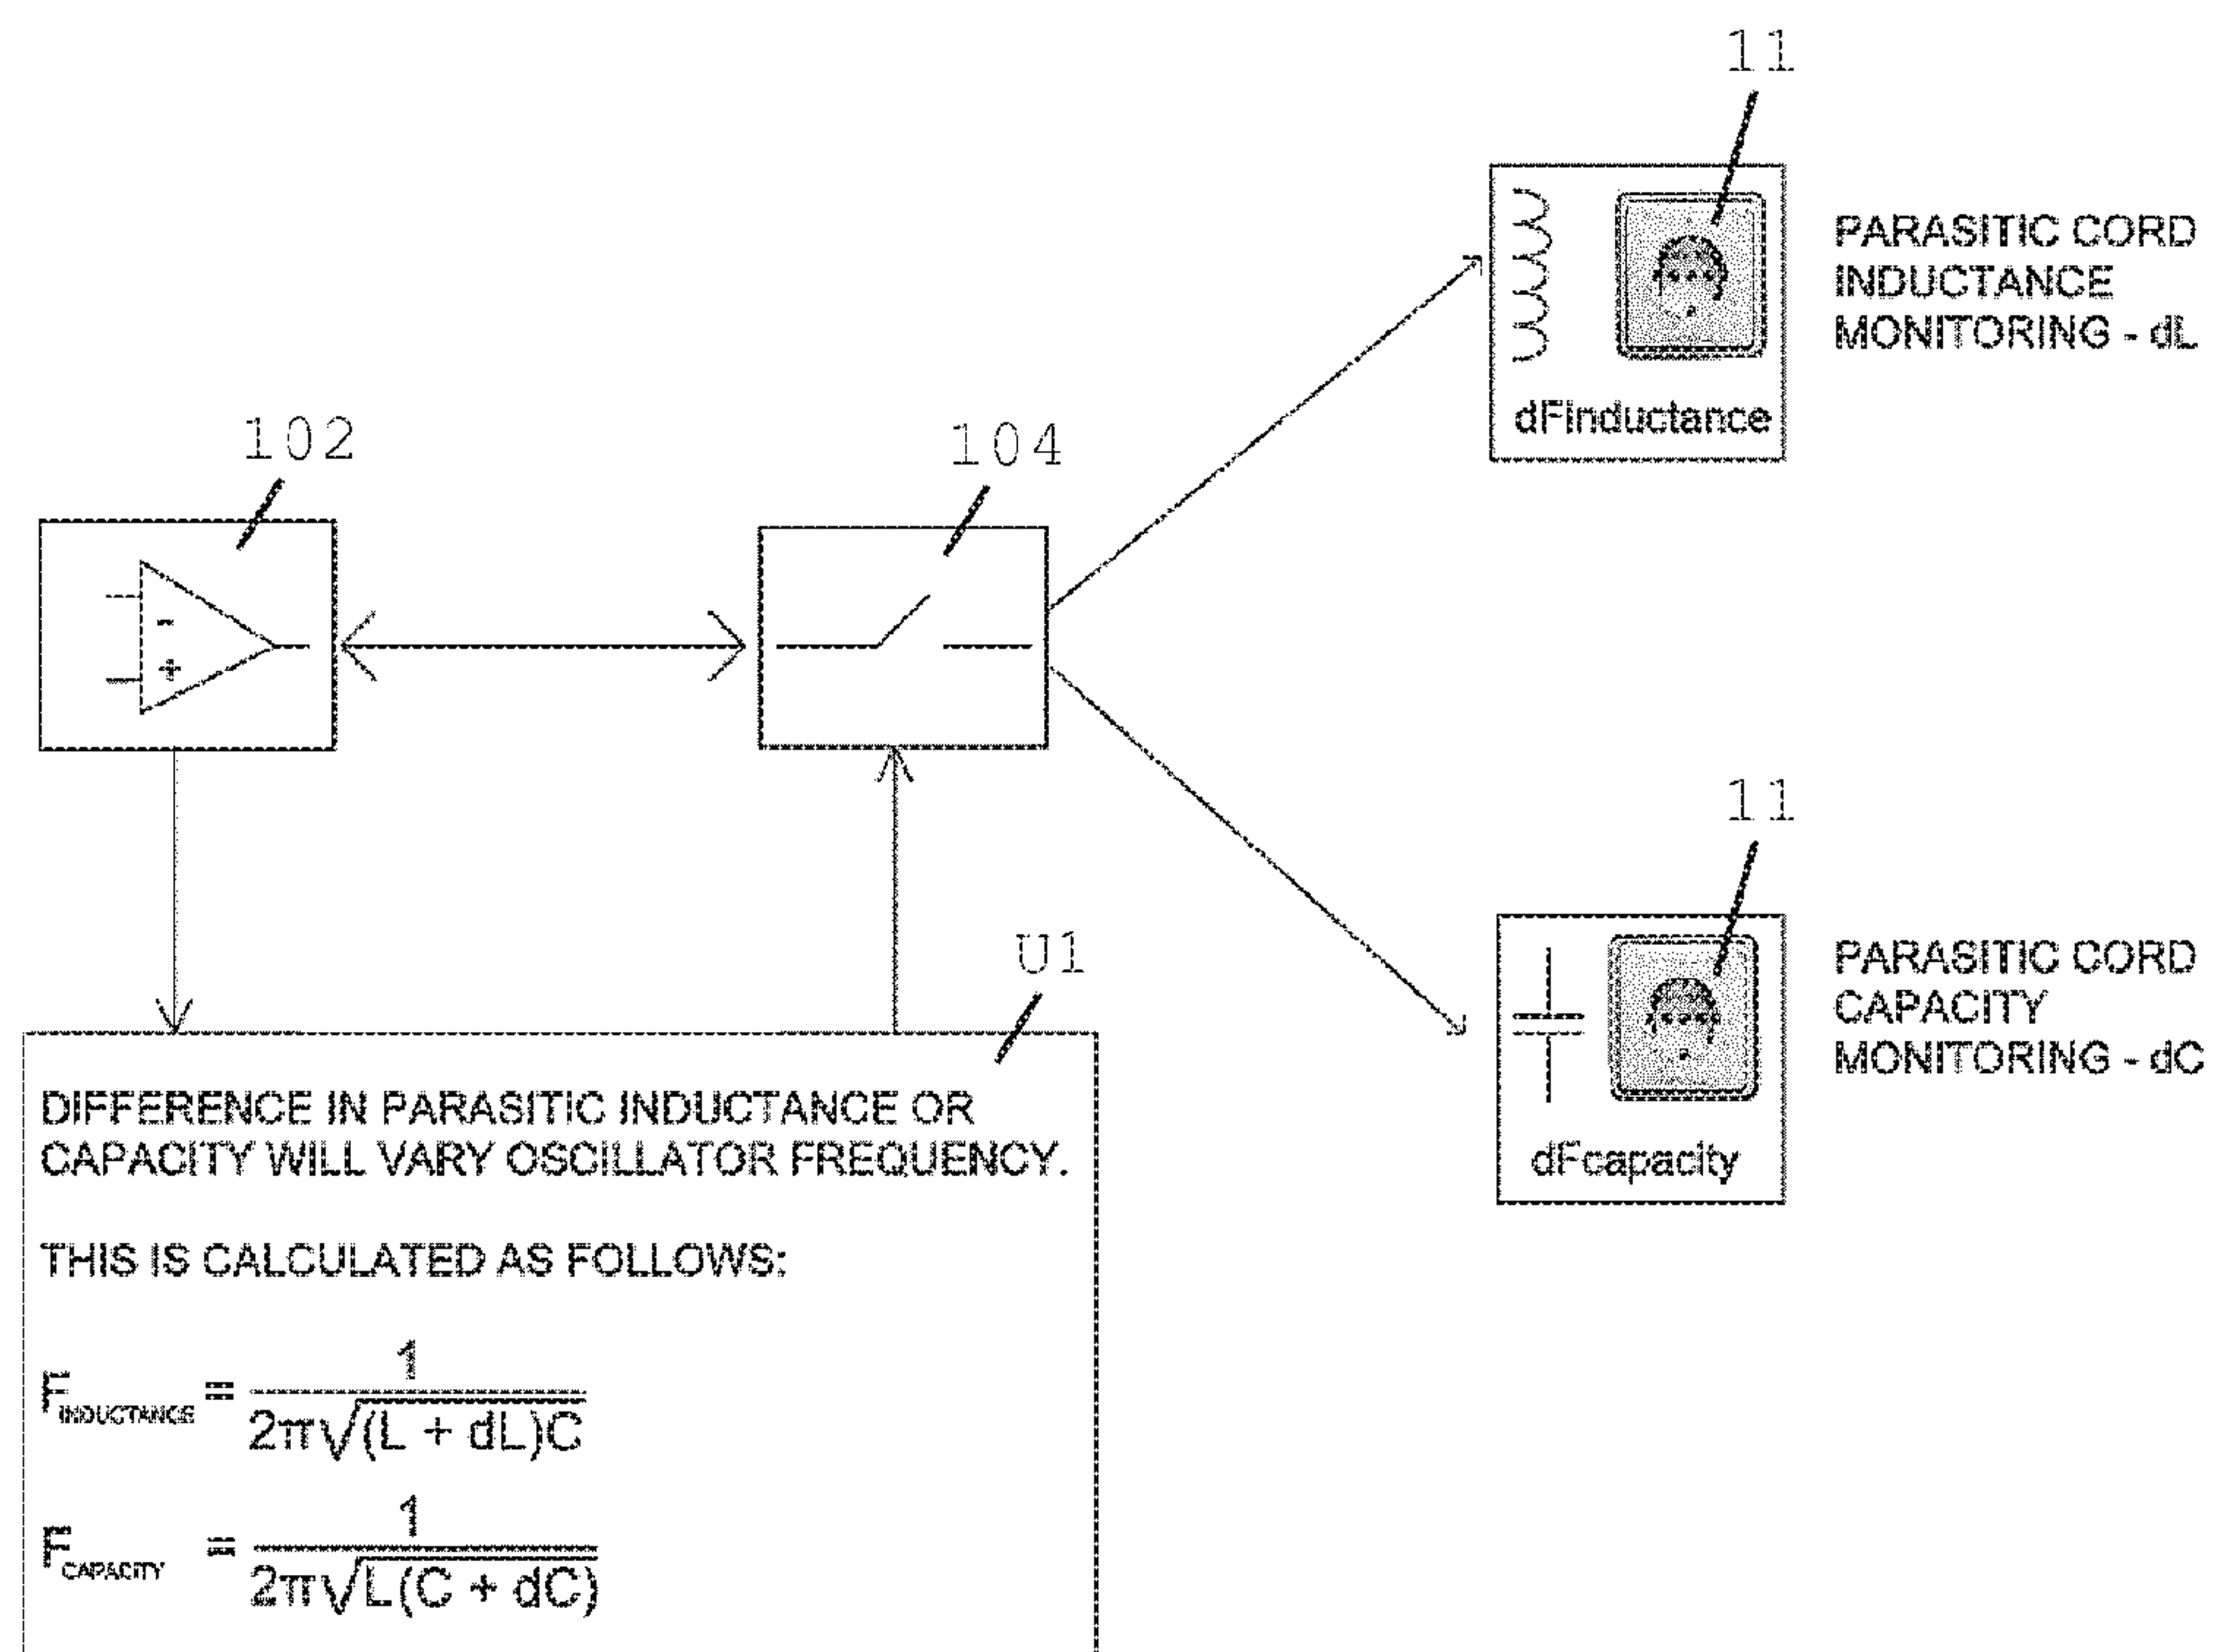 11
PARASITIC CORD
INDUCTANCE
MONITORING - dL
dFinductance
102
104
-
+
11
PARASITIC CORD
CAPACITY
MONITORING - dC
dFcapacity
U1
DIFFERENCE IN PARASITIC INDUCTANCE OR
CAPACITY WILL VARY OSCILLATOR FREQUENCY.
THIS IS CALCULATED AS FOLLOWS:
F_INDUCTANCE = 1 / 2π√(L + dL)C
F_CAPACITY = 1 / 2π√L(C + dC)